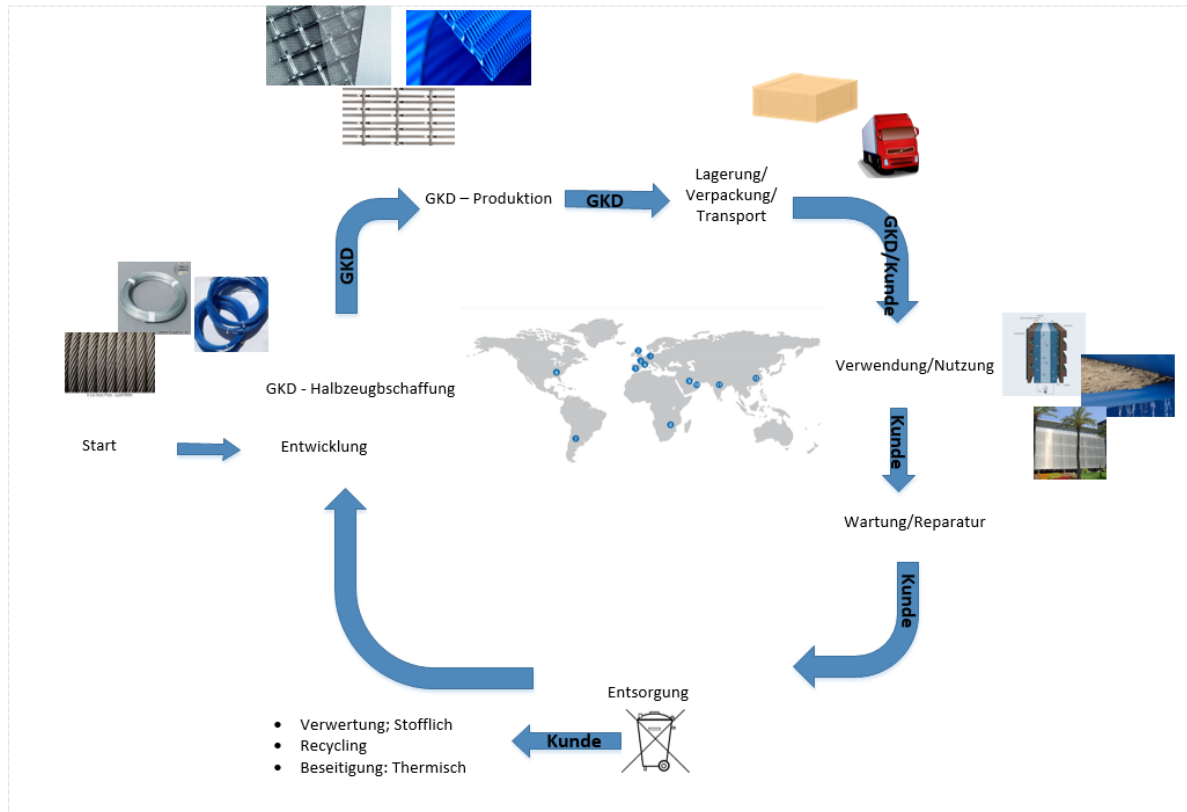 GKD – Produktion
GKD
Lagerung/
Verpackung/
Transport
GKD/Kunde
GKD
GKD - Halbzeugbschaffung
Start
Entwicklung
Verwendung/Nutzung
Kunde
Wartung/Reparatur
Kunde
Entsorgung
Kunde
• Verwertung; Stofflich
• Recycling
• Beseitigung: Thermisch